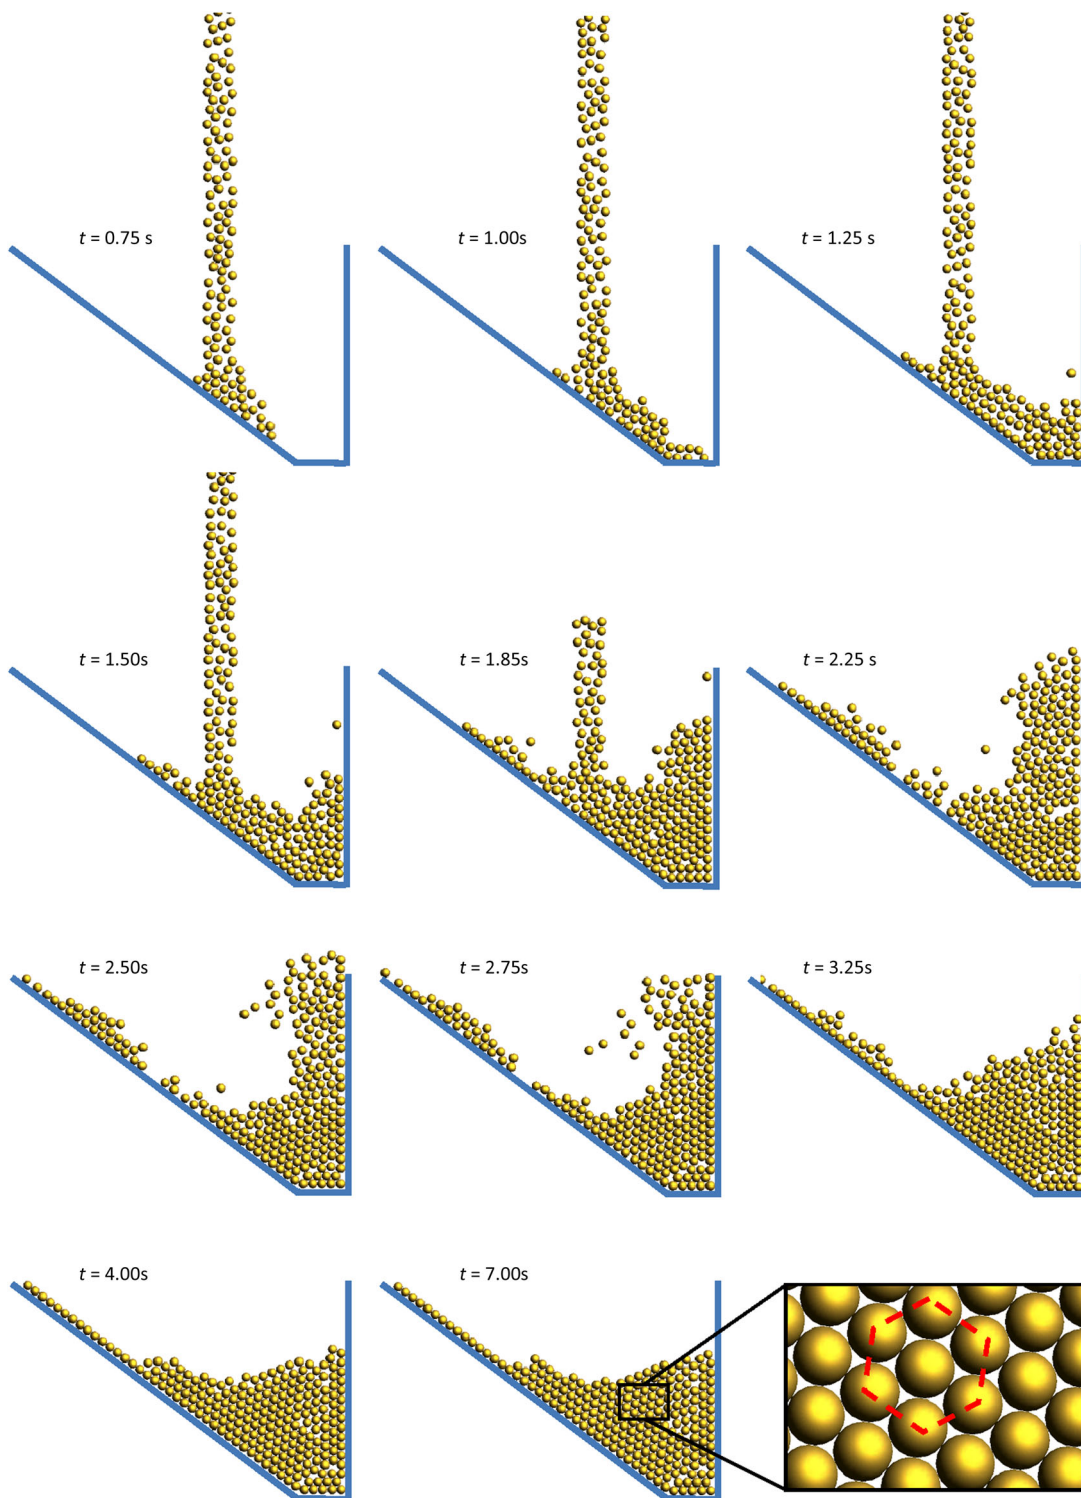 t = 0.75 s
t = 1.00s
t = 1.25 s
t = 1.50s
t = 1.85s
t = 2.25 s
t = 2.50s
t = 2.75s
t = 3.25s
t = 4.00s
t = 7.00s